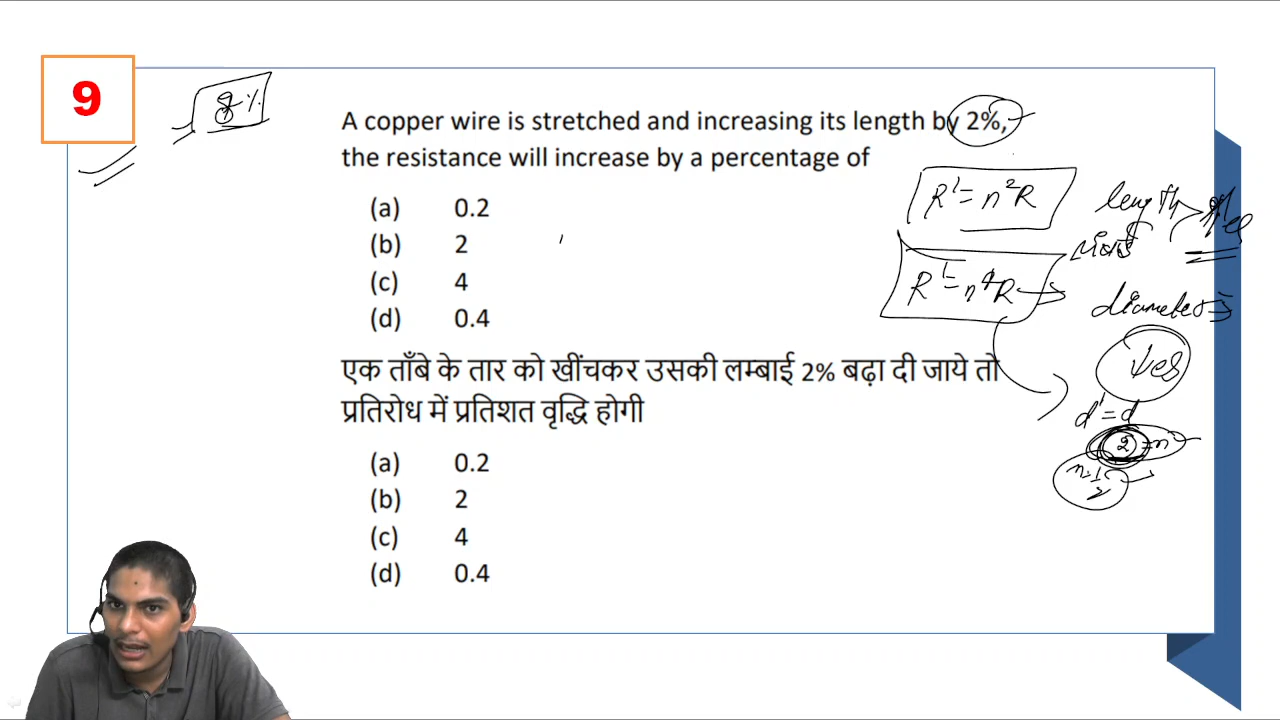 9
8%
A copper wire is stretched and increasing its length by 2%,
the resistance will increase by a percentage of
(a) 0.2
(b) 2
(c) 4
(d) 0.4
R' = n²R
length
R' = n⁴R
diameter
yes
d' = d
2 = n
एक ताँबे के तार को खींचकर उसकी लम्बाई 2% बढ़ा दी जाये तो
प्रतिरोध में प्रतिशत वृद्धि होगी
(a) 0.2
(b) 2
(c) 4
(d) 0.4